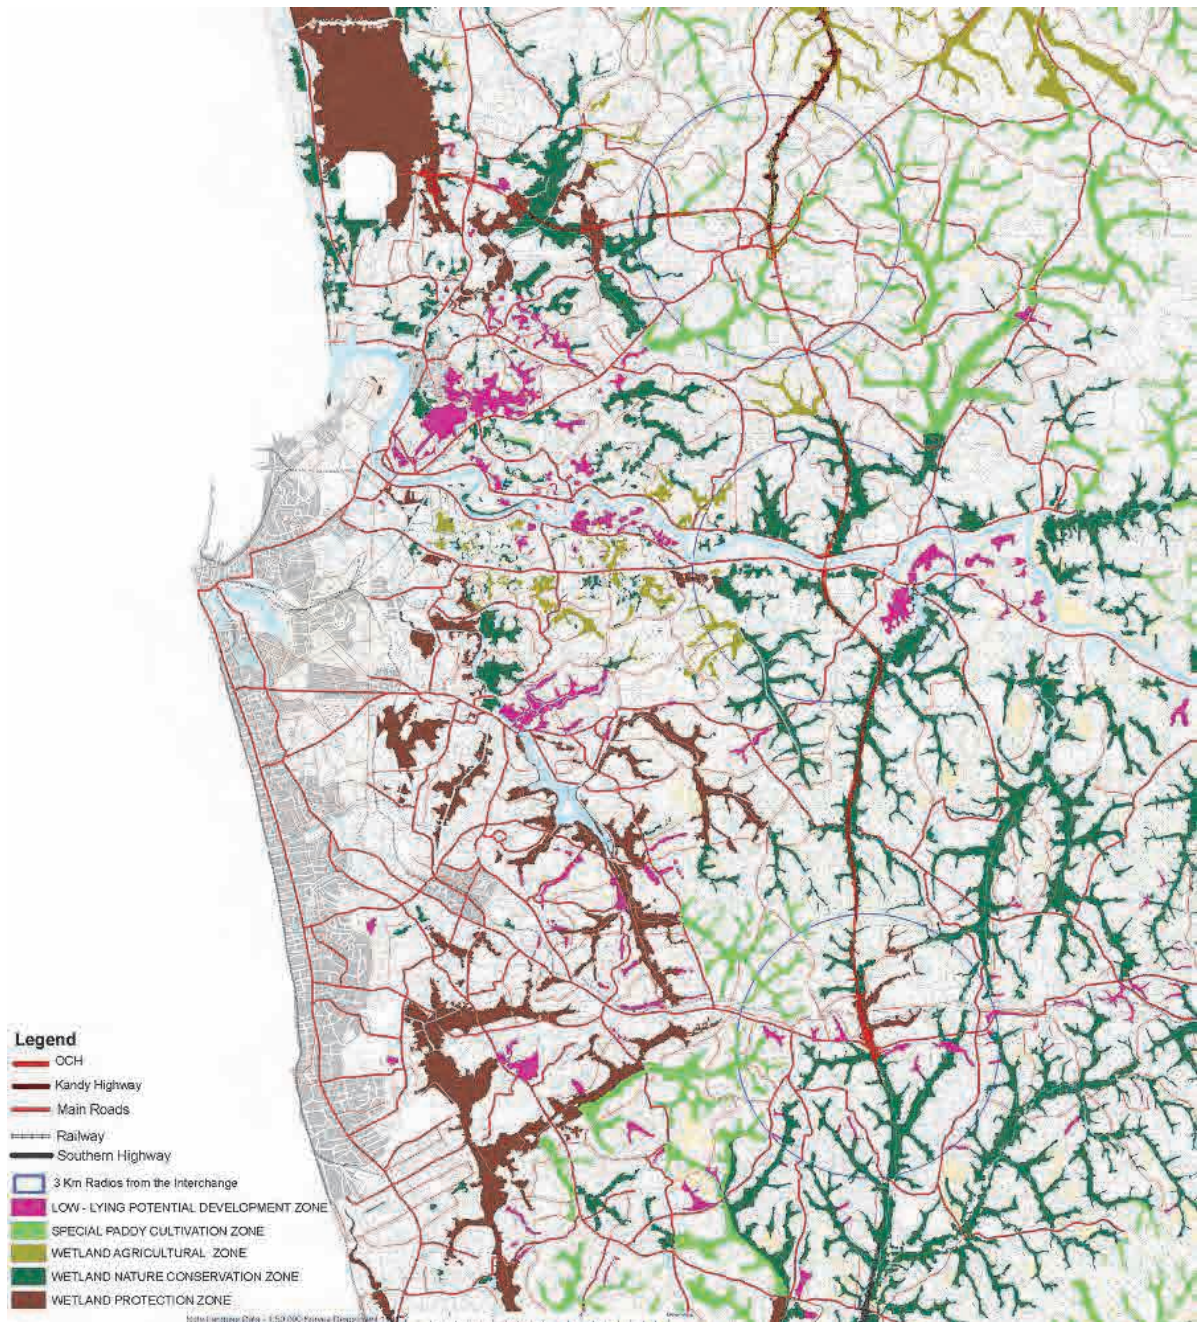 Legend
OCH
Kandy Highway
Main Roads
Railway
Southern Highway
3 Km Radios from the Interchange
LOW - LYING POTENTIAL DEVELOPMENT ZONE
SPECIAL PADDY CULTIVATION ZONE
WETLAND AGRICULTURAL ZONE
WETLAND NATURE CONSERVATION ZONE
WETLAND PROTECTION ZONE